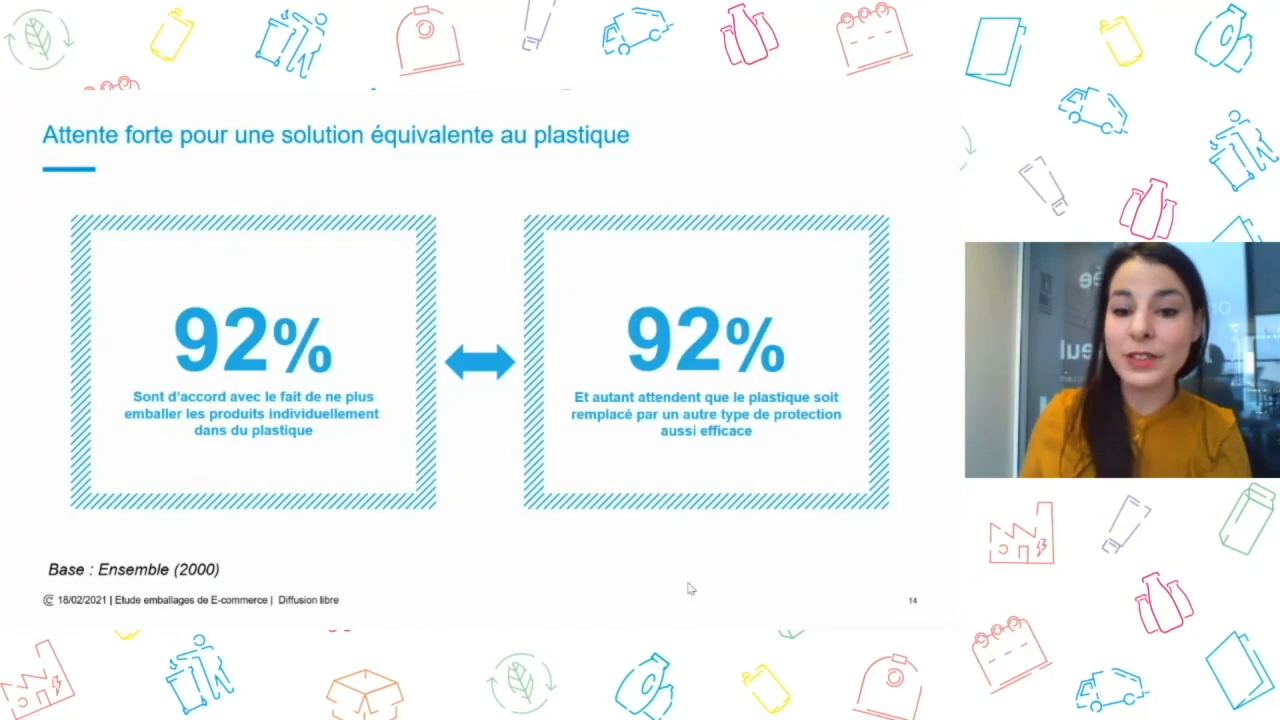 Attente forte pour une solution équivalente au plastique
92%
Sont d'accord avec le fait de ne plus
emballer les produits individuellement
dans du plastique
92%
Et autant attendent que le plastique soit
remplacé par un autre type de protection
aussi efficace
Base : Ensemble (2000)
18/02/2021 | Etude emballages de E-commerce | Diffusion libre
14